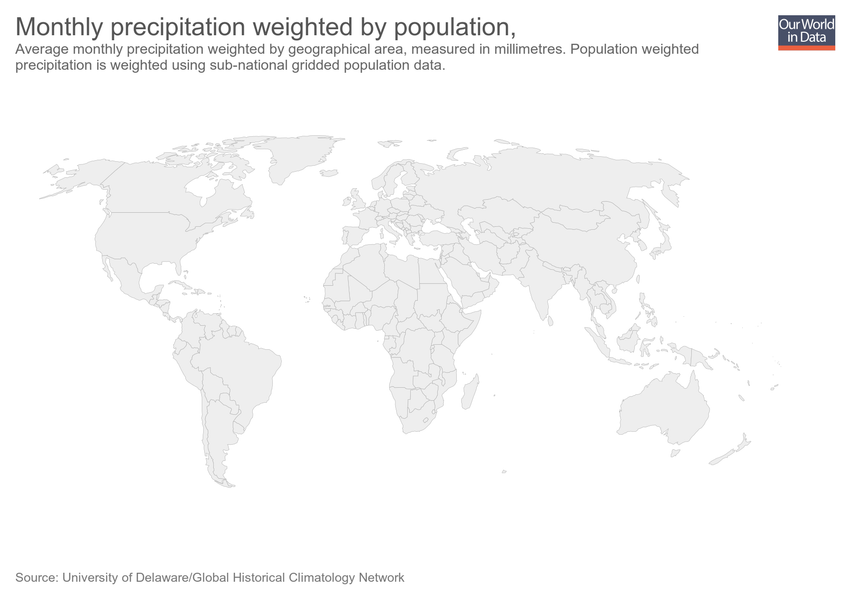 Monthly precipitation weighted by population,
Our World
in Data
Average monthly precipitation weighted by geographical area, measured in millimetres. Population weighted
precipitation is weighted using sub-national gridded population data.
Source: University of Delaware/Global Historical Climatology Network